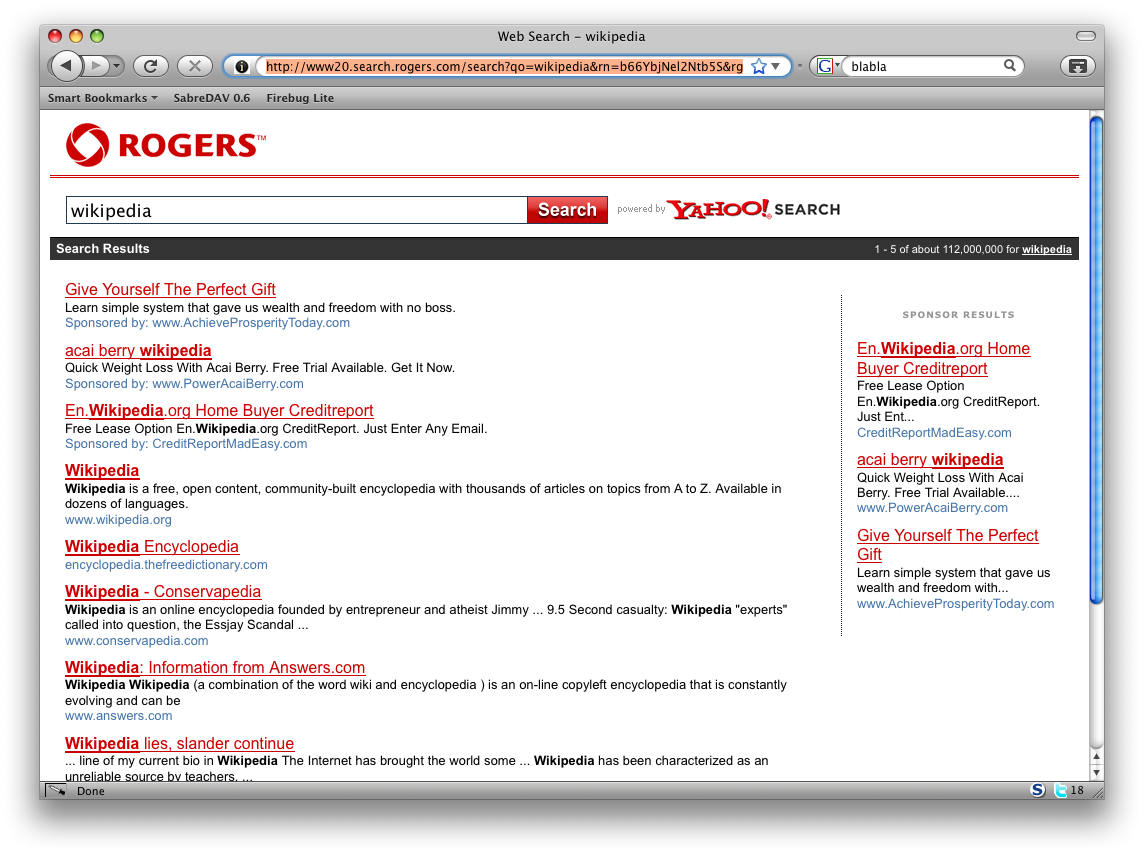 Web Search – wikipedia
http://www20.search.rogers.com/search?qo=wikipedia&rn=b66YbjNel2Ntb5S&rg
G
blabla
Smart Bookmarks
SabreDAV 0.6
Firebug Lite
ROGERS™
wikipedia
Search
powered by YAHOO!® SEARCH
Search Results
1 - 5 of about 112,000,000 for wikipedia
Give Yourself The Perfect Gift
Learn simple system that gave us wealth and freedom with no boss.
Sponsored by: www.AchieveProsperityToday.com
acai berry wikipedia
Quick Weight Loss With Acai Berry. Free Trial Available. Get It Now.
Sponsored by: www.PowerAcaiBerry.com
En.Wikipedia.org Home Buyer Creditreport
Free Lease Option En.Wikipedia.org CreditReport. Just Enter Any Email.
Sponsored by: CreditReportMadEasy.com
Wikipedia
Wikipedia is a free, open content, community-built encyclopedia with thousands of articles on topics from A to Z. Available in
dozens of languages.
www.wikipedia.org
Wikipedia Encyclopedia
encyclopedia.thefreedictionary.com
Wikipedia - Conservapedia
Wikipedia is an online encyclopedia founded by entrepreneur and atheist Jimmy ... 9.5 Second casualty: Wikipedia "experts"
called into question, the Essjay Scandal ...
www.conservapedia.com
Wikipedia: Information from Answers.com
Wikipedia Wikipedia (a combination of the word wiki and encyclopedia ) is an on-line copyleft encyclopedia that is constantly
evolving and can be
www.answers.com
Wikipedia lies, slander continue
... line of my current bio in Wikipedia The Internet has brought the world some ... Wikipedia has been characterized as an
unreliable source by teachers. ...
SPONSOR RESULTS
En.Wikipedia.org Home
Buyer Creditreport
Free Lease Option
En.Wikipedia.org CreditReport.
Just Ent...
CreditReportMadEasy.com
acai berry wikipedia
Quick Weight Loss With Acai
Berry. Free Trial Available....
www.PowerAcaiBerry.com
Give Yourself The Perfect
Gift
Learn simple system that gave us
wealth and freedom with...
www.AchieveProsperityToday.com
Done
S
t
18